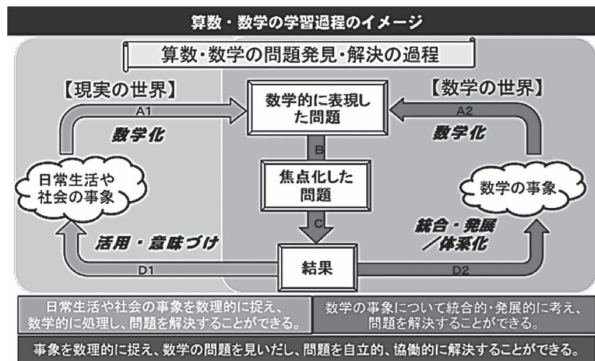 算数・数学の学習過程のイメージ
算数・数学の問題発見・解決の過程
【現実の世界】
【数学の世界】
A1
数学的に表現し
た問題
A2
数学化
数学化
B
日常生活や
社会の事象
焦点化した
問題
数学の事象
C
活用・意味づけ
統合・発展
／体系化
結果
D1
D2
日常生活や社会の事象を数理的に捉え、
数学的に処理し、問題を解決することができる。
数学の事象について統合的・発展的に考え、
問題を解決することができる。
事象を数理的に捉え、数学の問題を見いだし、問題を自立的、協働的に解決することができる。